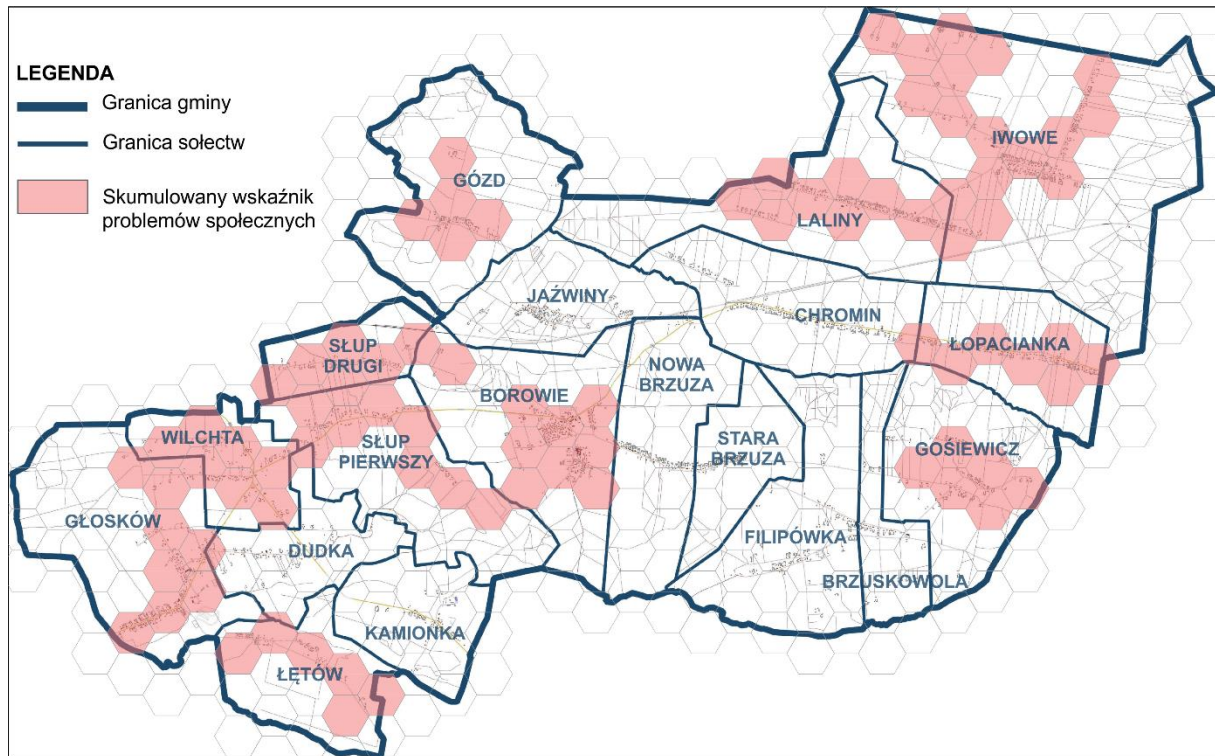 LEGENDA
Granica gminy
Granica sołectw
Skumulowany wskaźnik
problemów społecznych
IWOWE
GÓZD
LALINY
JAŹWINY
CHROMIN
ŁOPACIANKA
SŁUP
DRUGI
NOWA
BRZUZA
BOROWIE
WILCHTA
SŁUP
PIERWSZY
STARA
BRZUZA
GOŚIEWICZ
GŁOSKÓW
DUDKA
FILIPÓWKA
BRZUSKOWOLA
KAMIONKA
ŁĘTÓW